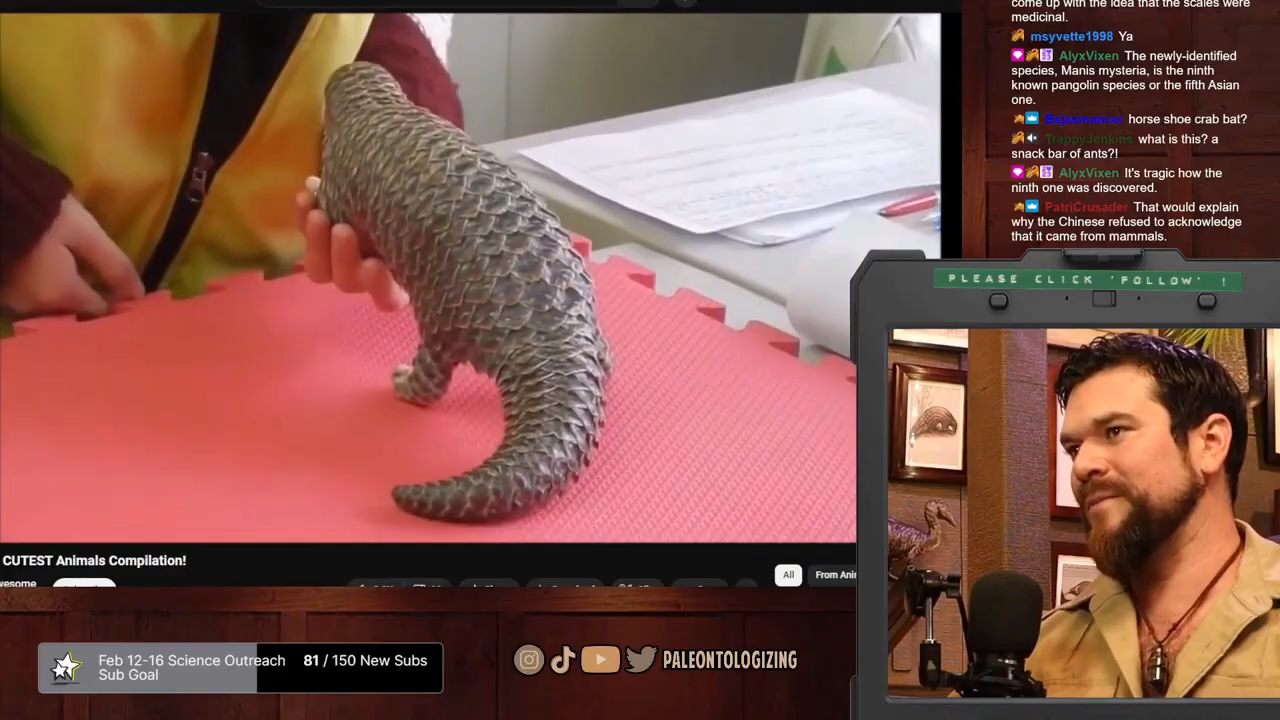 come up with the idea that the scales were
medicinal.
msyvette1998 Ya
AlyxVixen The newly-identified
species, Manis mysteria, is the ninth
known pangolin species or the fifth Asian
one.
horse shoe crab bat?
TrappyJenkins what is this? a
snack bar of ants?!
AlyxVixen It's tragic how the
ninth one was discovered.
PatriCrusader That would explain
why the Chinese refused to acknowledge
that it came from mammals.
PLEASE CLICK 'FOLLOW' !
CUTEST Animals Compilation!
All From Ani
Feb 12-16 Science Outreach 81 / 150 New Subs
Sub Goal
PALEONTOLOGIZING